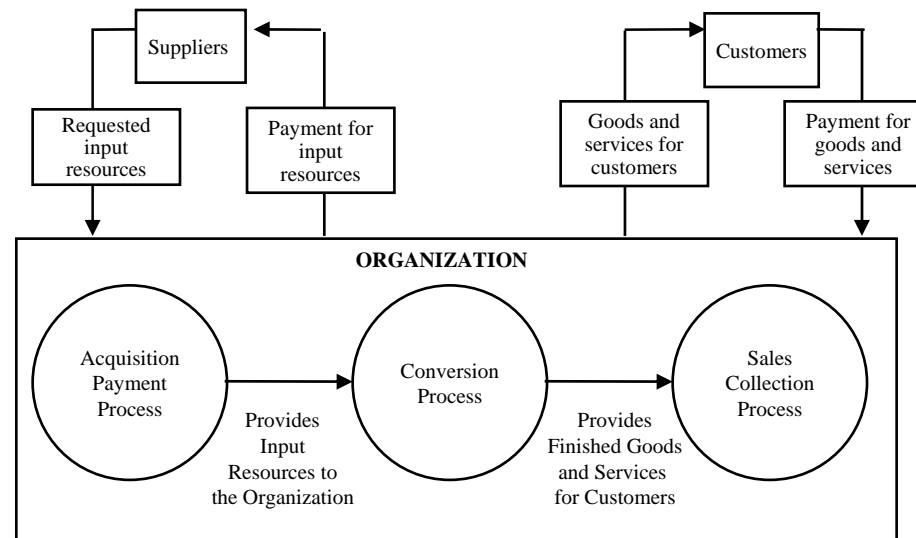 Suppliers
Customers
Requested
input
resources
Payment for
input
resources
Goods and
services for
customers
Payment for
goods and
services
ORGANIZATION
Acquisition
Payment
Process
Conversion
Process
Sales
Collection
Process
Provides
Input
Resources to
the Organization
Provides
Finished Goods
and Services
for Customers